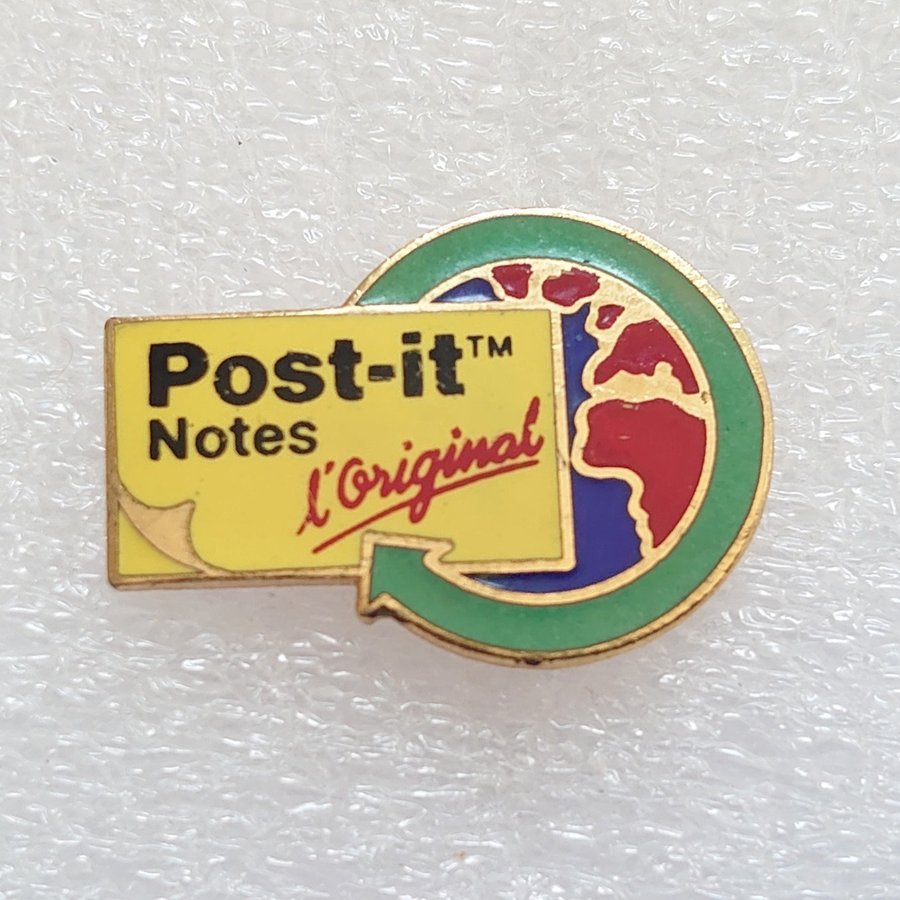 Post-it™
Notes
l'Original